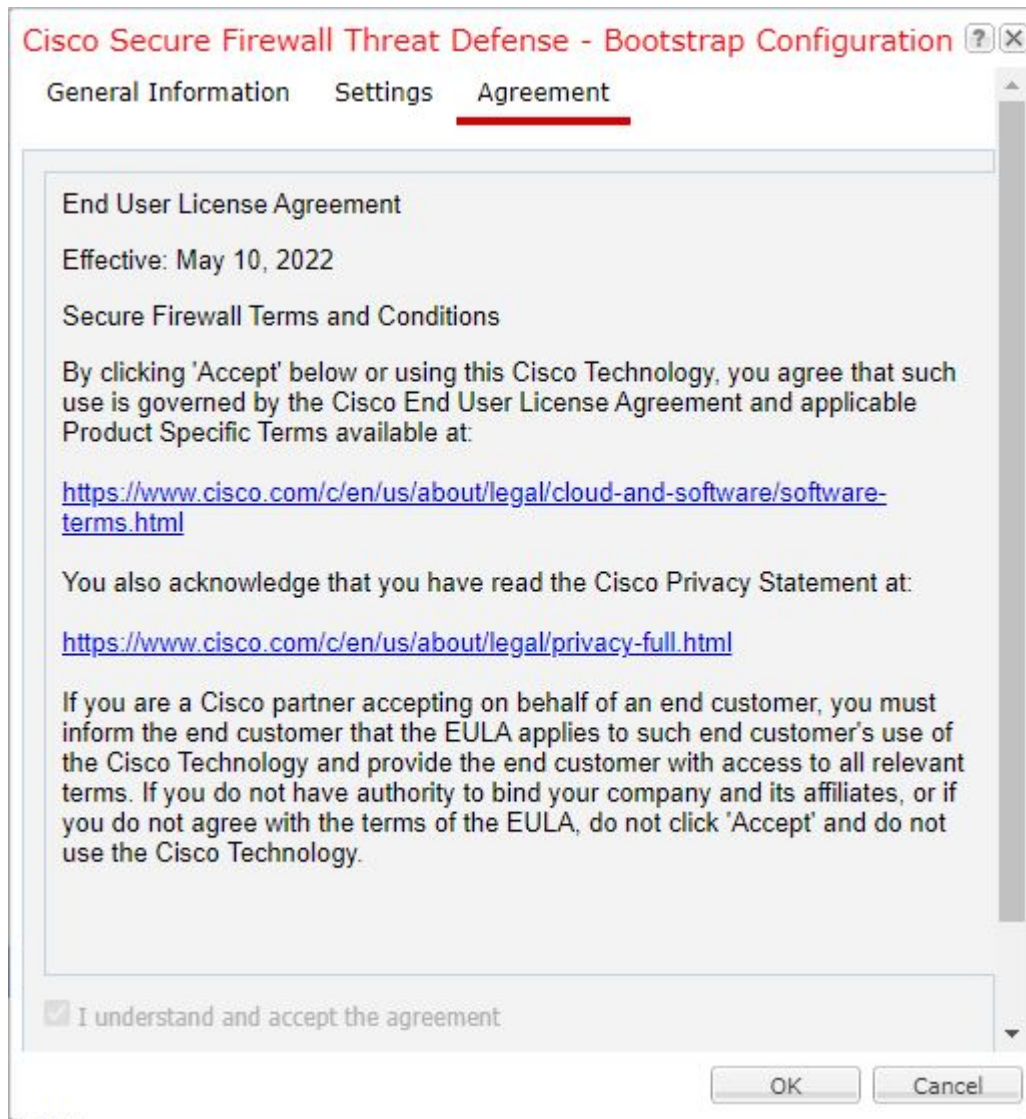 Cisco Secure Firewall Threat Defense - Bootstrap Configuration
General Information Settings Agreement
End User License Agreement
Effective: May 10, 2022
Secure Firewall Terms and Conditions
By clicking 'Accept' below or using this Cisco Technology, you agree that such
use is governed by the Cisco End User License Agreement and applicable
Product Specific Terms available at:
https://www.cisco.com/c/en/us/about/legal/cloud-and-software/software-
terms.html
You also acknowledge that you have read the Cisco Privacy Statement at:
https://www.cisco.com/c/en/us/about/legal/privacy-full.html
If you are a Cisco partner accepting on behalf of an end customer, you must
inform the end customer that the EULA applies to such end customer's use of
the Cisco Technology and provide the end customer with access to all relevant
terms. If you do not have authority to bind your company and its affiliates, or if
you do not agree with the terms of the EULA, do not click 'Accept' and do not
use the Cisco Technology.
I understand and accept the agreement
OK Cancel